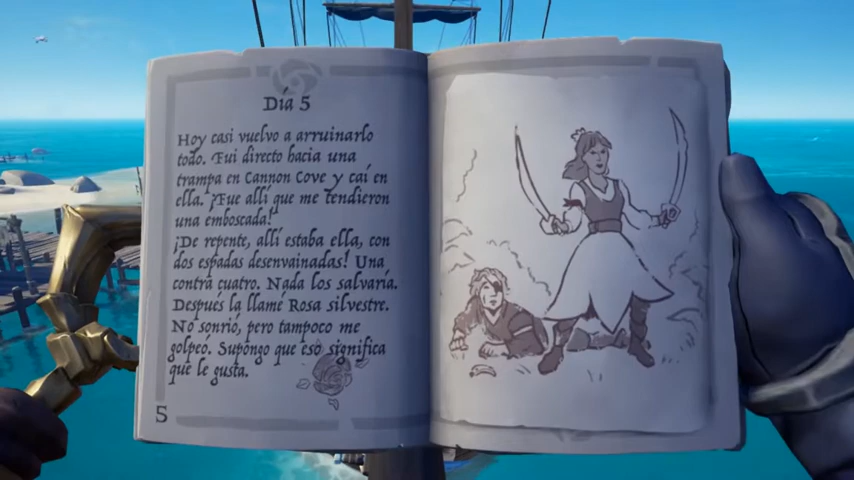 Día 5
Hoy casi vuelvo a arruinarlo
todo. Fui directo hacia una
trampa en Cannon Cove y caí en
ella. ¡Fue allí que me tendieron
una emboscada!
¡De repente, allí estaba ella, con
dos espadas desenvainadas! Una
contra cuatro. Nada los salvaría.
Después la llamé Rosa silvestre.
No sonrió, pero tampoco me
golpeó. Supongo que eso significa
que le gusta.
5